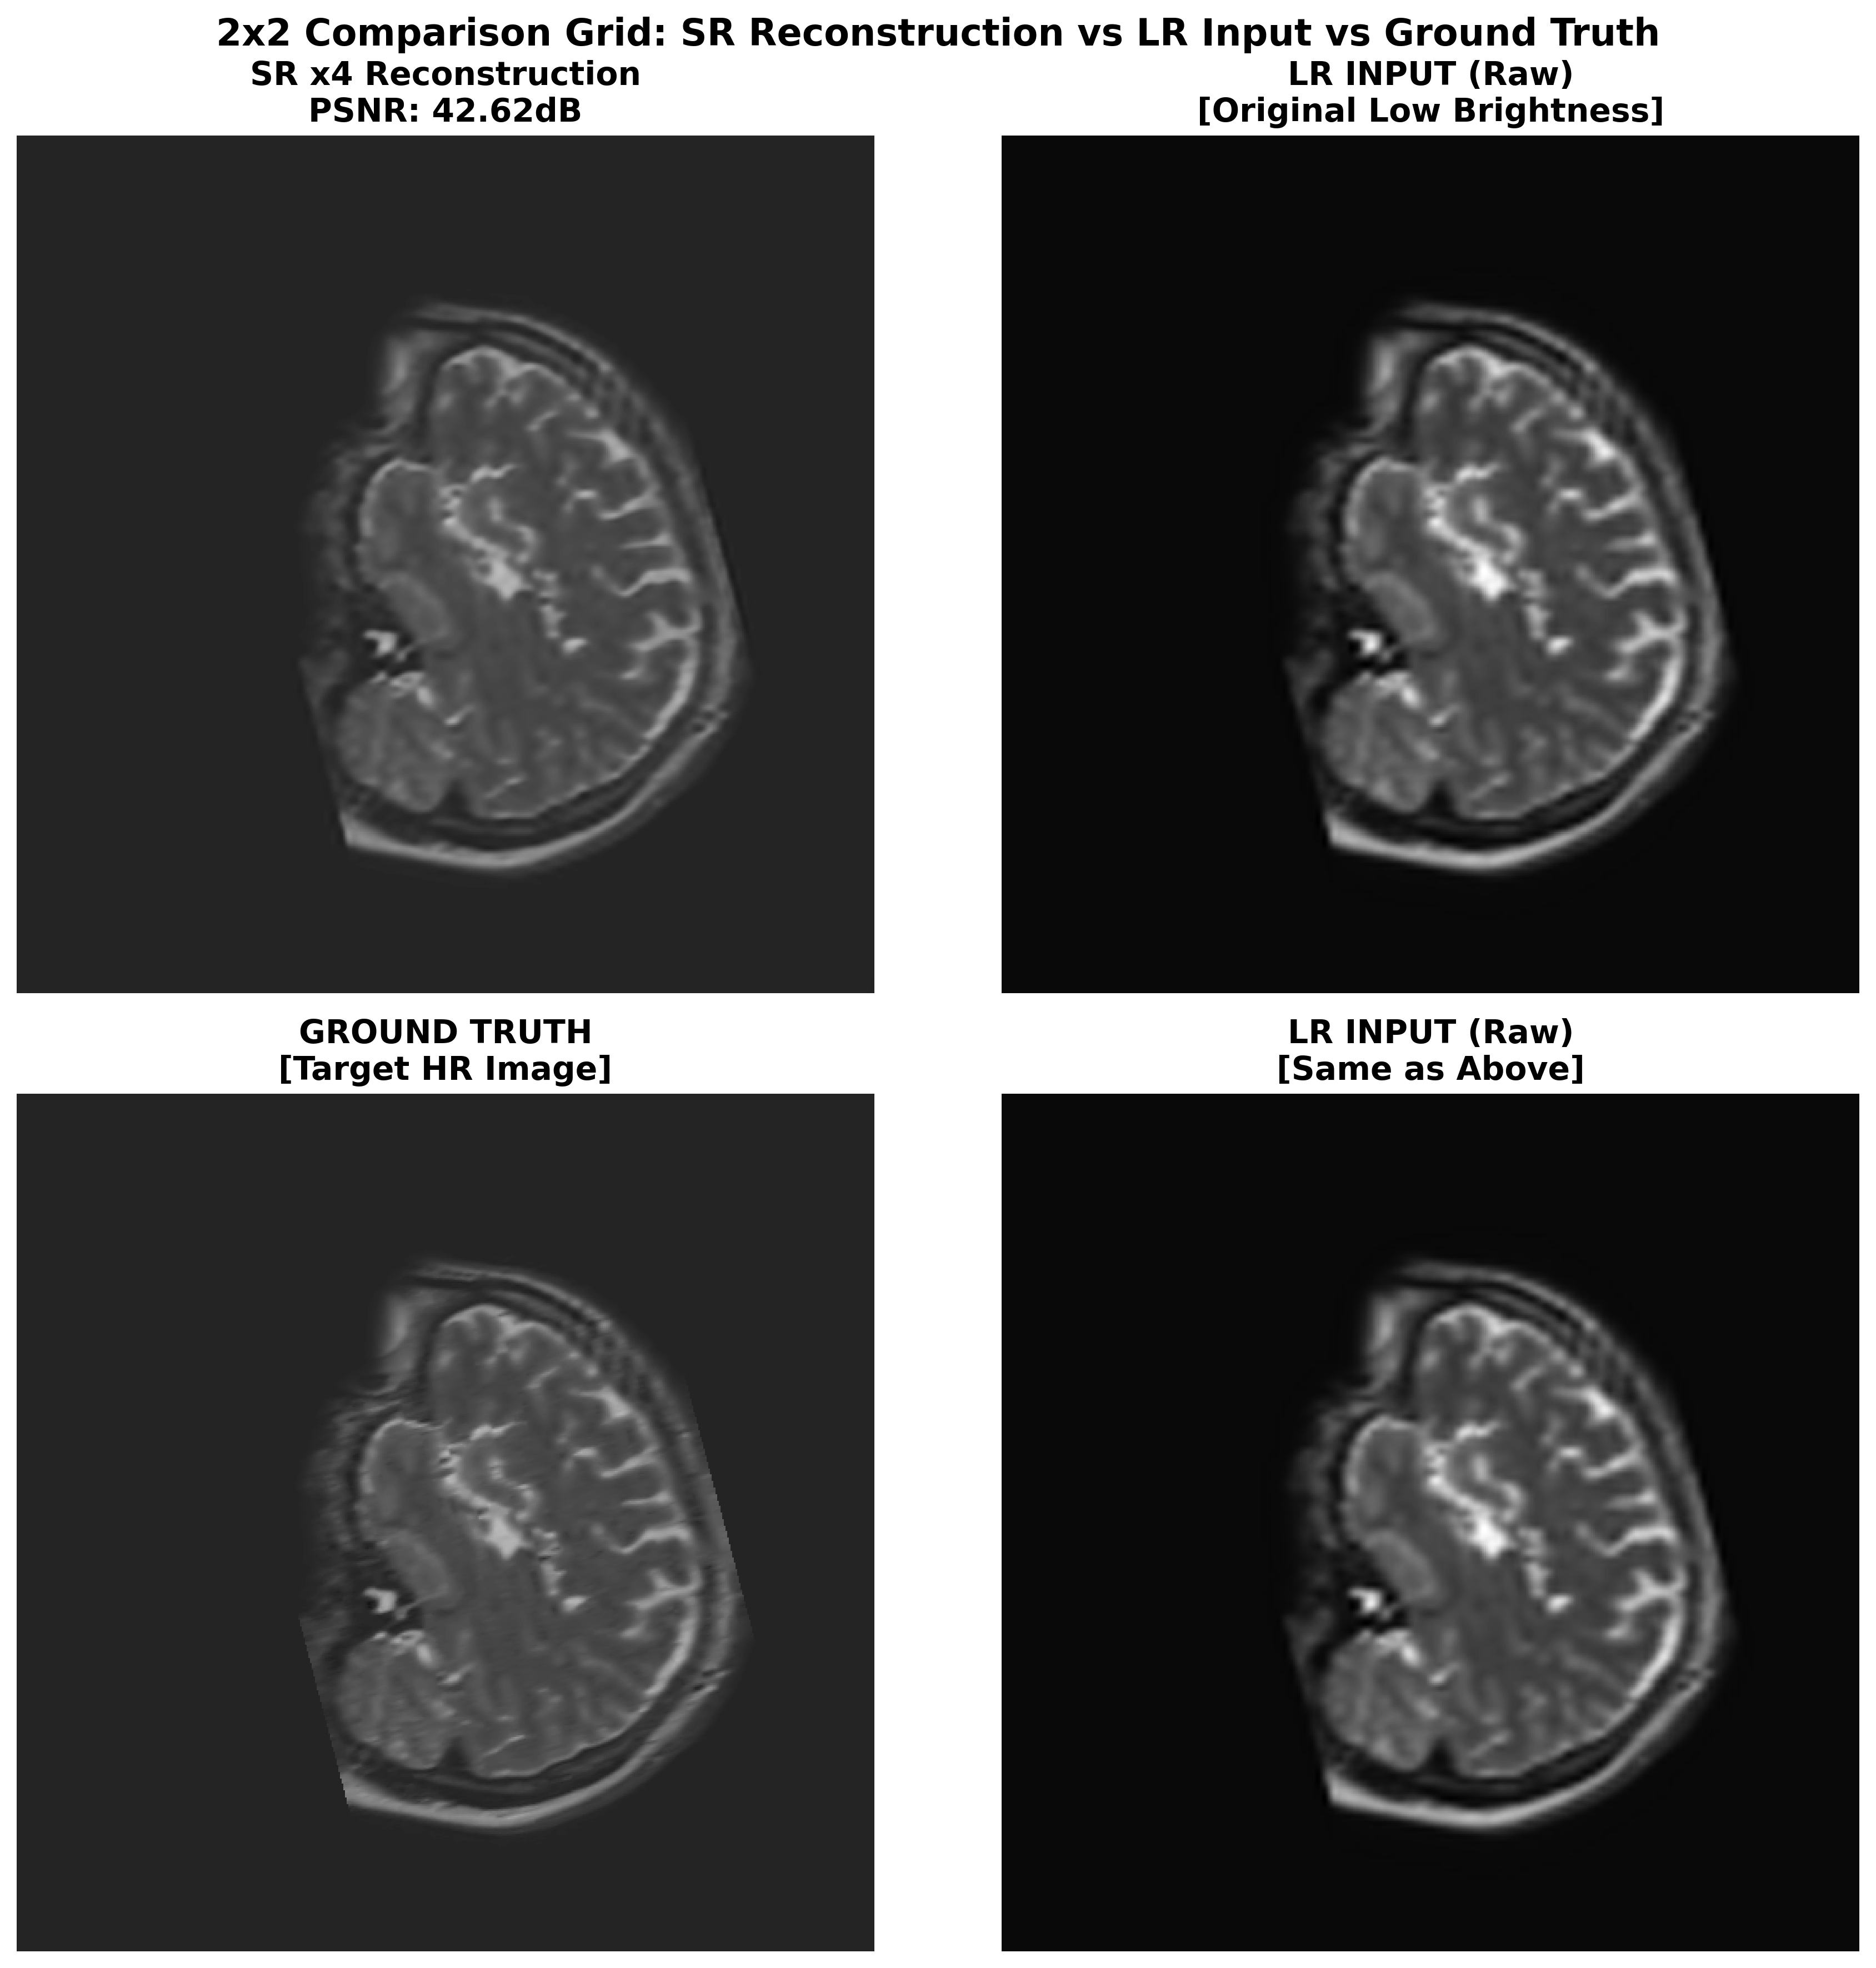 2x2 Comparison Grid: SR Reconstruction vs LR Input vs Ground Truth
SR x4 Reconstruction
PSNR: 42.62dB
LR INPUT (Raw)
[Original Low Brightness]
GROUND TRUTH
[Target HR Image]
LR INPUT (Raw)
[Same as Above]